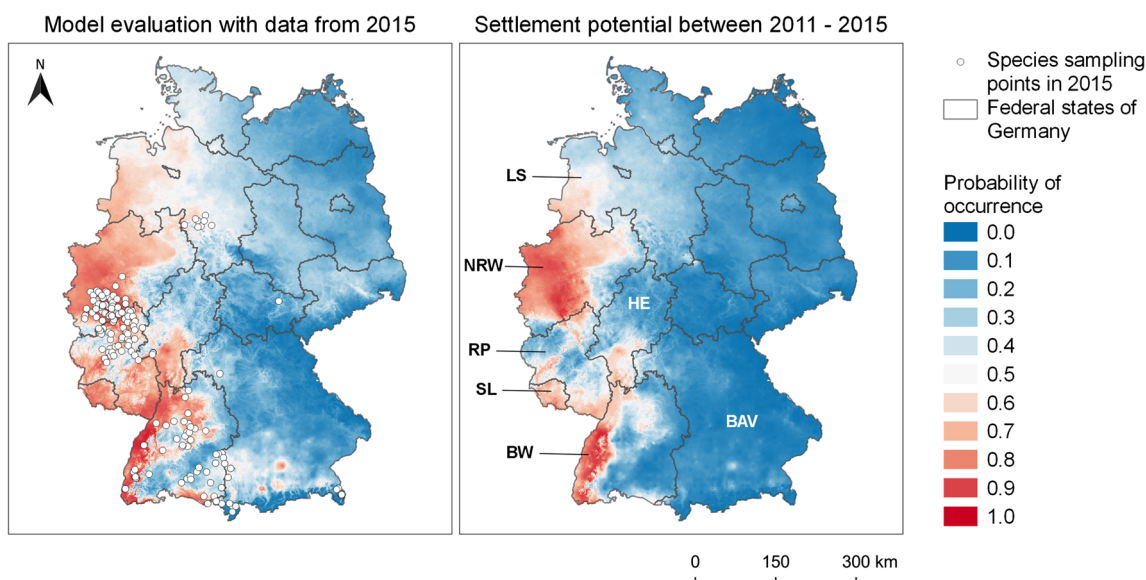 Model evaluation with data from 2015
Settlement potential between 2011 - 2015
N
LS
NRW
HE
RP
SL
BAV
BW
Species sampling
points in 2015
Federal states of
Germany
Probability of
occurrence
0.0
0.1
0.2
0.3
0.4
0.5
0.6
0.7
0.8
0.9
1.0
0 150 300 km